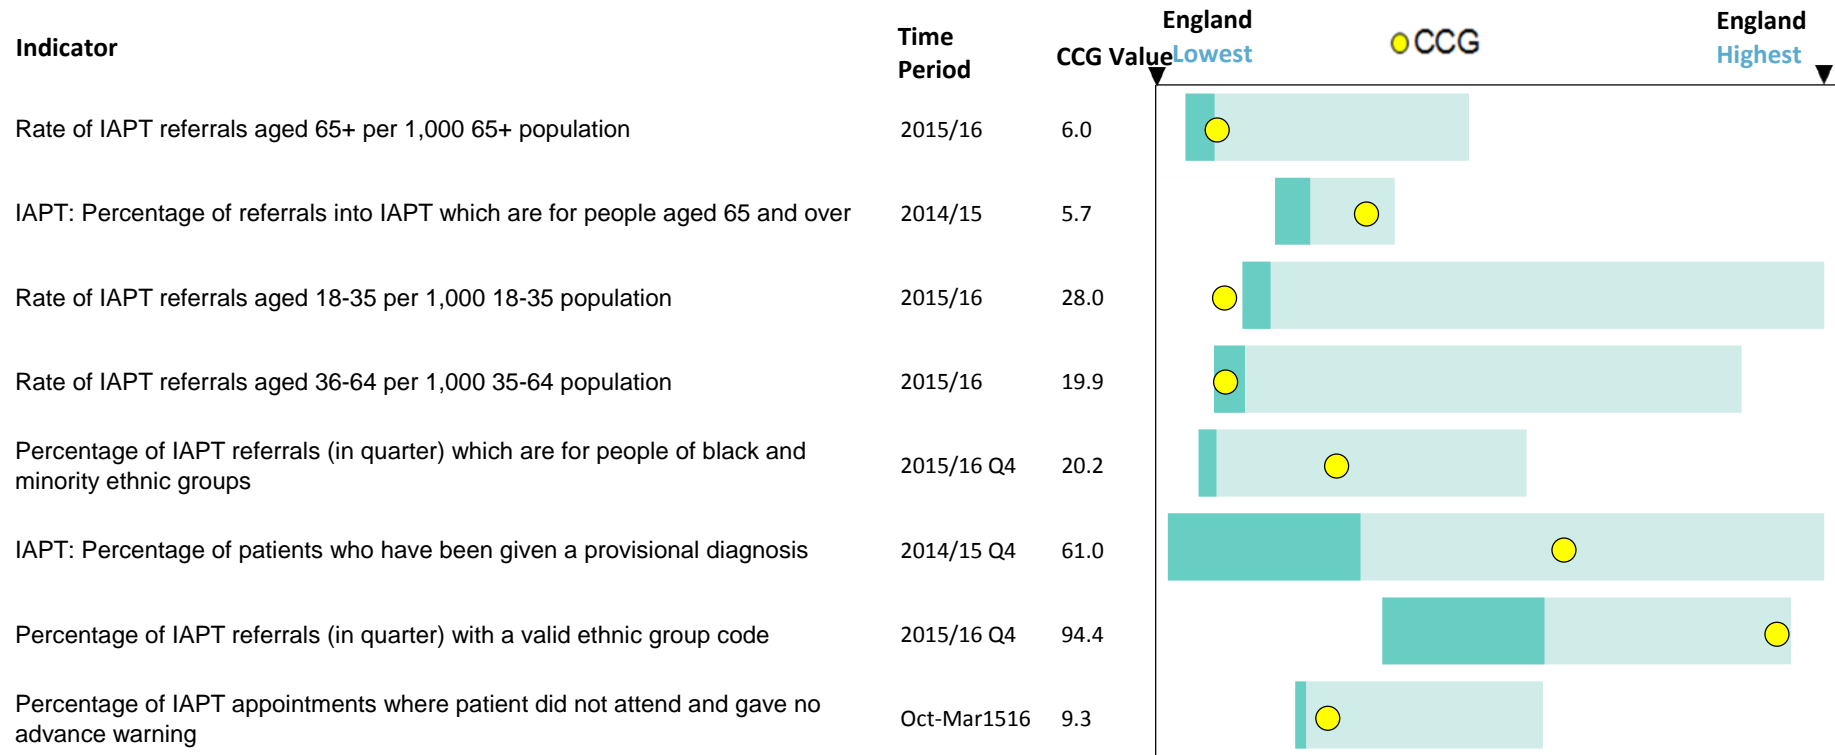 Indicator
Time
Period
CCG Value
England
Lowest
CCG
England
Highest
Rate of IAPT referrals aged 65+ per 1,000 65+ population 2015/16 6.0
IAPT: Percentage of referrals into IAPT which are for people aged 65 and over 2014/15 5.7
Rate of IAPT referrals aged 18-35 per 1,000 18-35 population 2015/16 28.0
Rate of IAPT referrals aged 36-64 per 1,000 35-64 population 2015/16 19.9
Percentage of IAPT referrals (in quarter) which are for people of black and
minority ethnic groups
2015/16 Q4 20.2
IAPT: Percentage of patients who have been given a provisional diagnosis 2014/15 Q4 61.0
Percentage of IAPT referrals (in quarter) with a valid ethnic group code 2015/16 Q4 94.4
Percentage of IAPT appointments where patient did not attend and gave no
advance warning
Oct-Mar1516 9.3